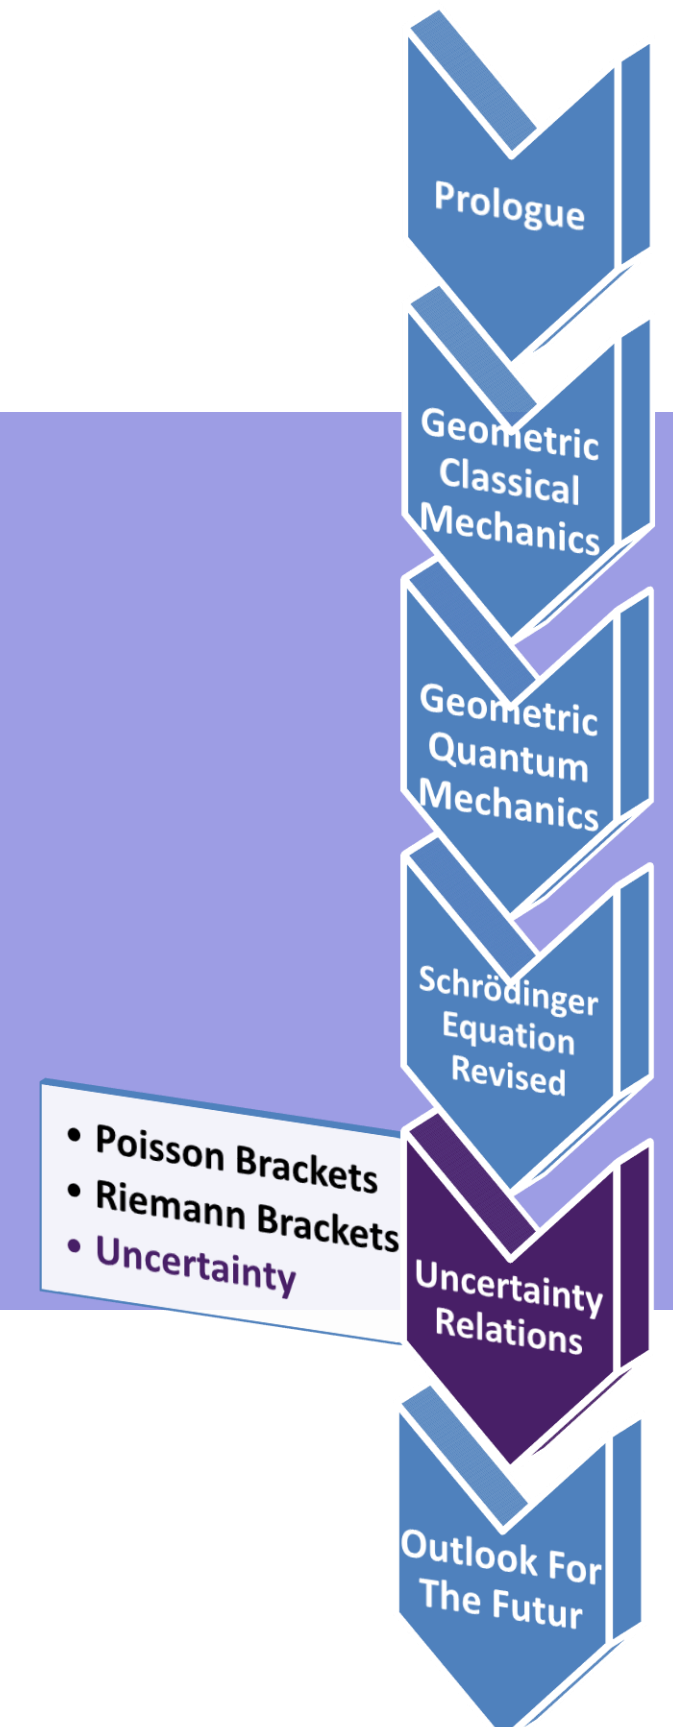 Prologue
Geometric
Classical
Mechanics
Geometric
Quantum
Mechanics
Schrödinger
Equation
Revised
• Poisson Brackets
• Riemann Brackets
• Uncertainty
Uncertainty
Relations
Outlook For
The Futur